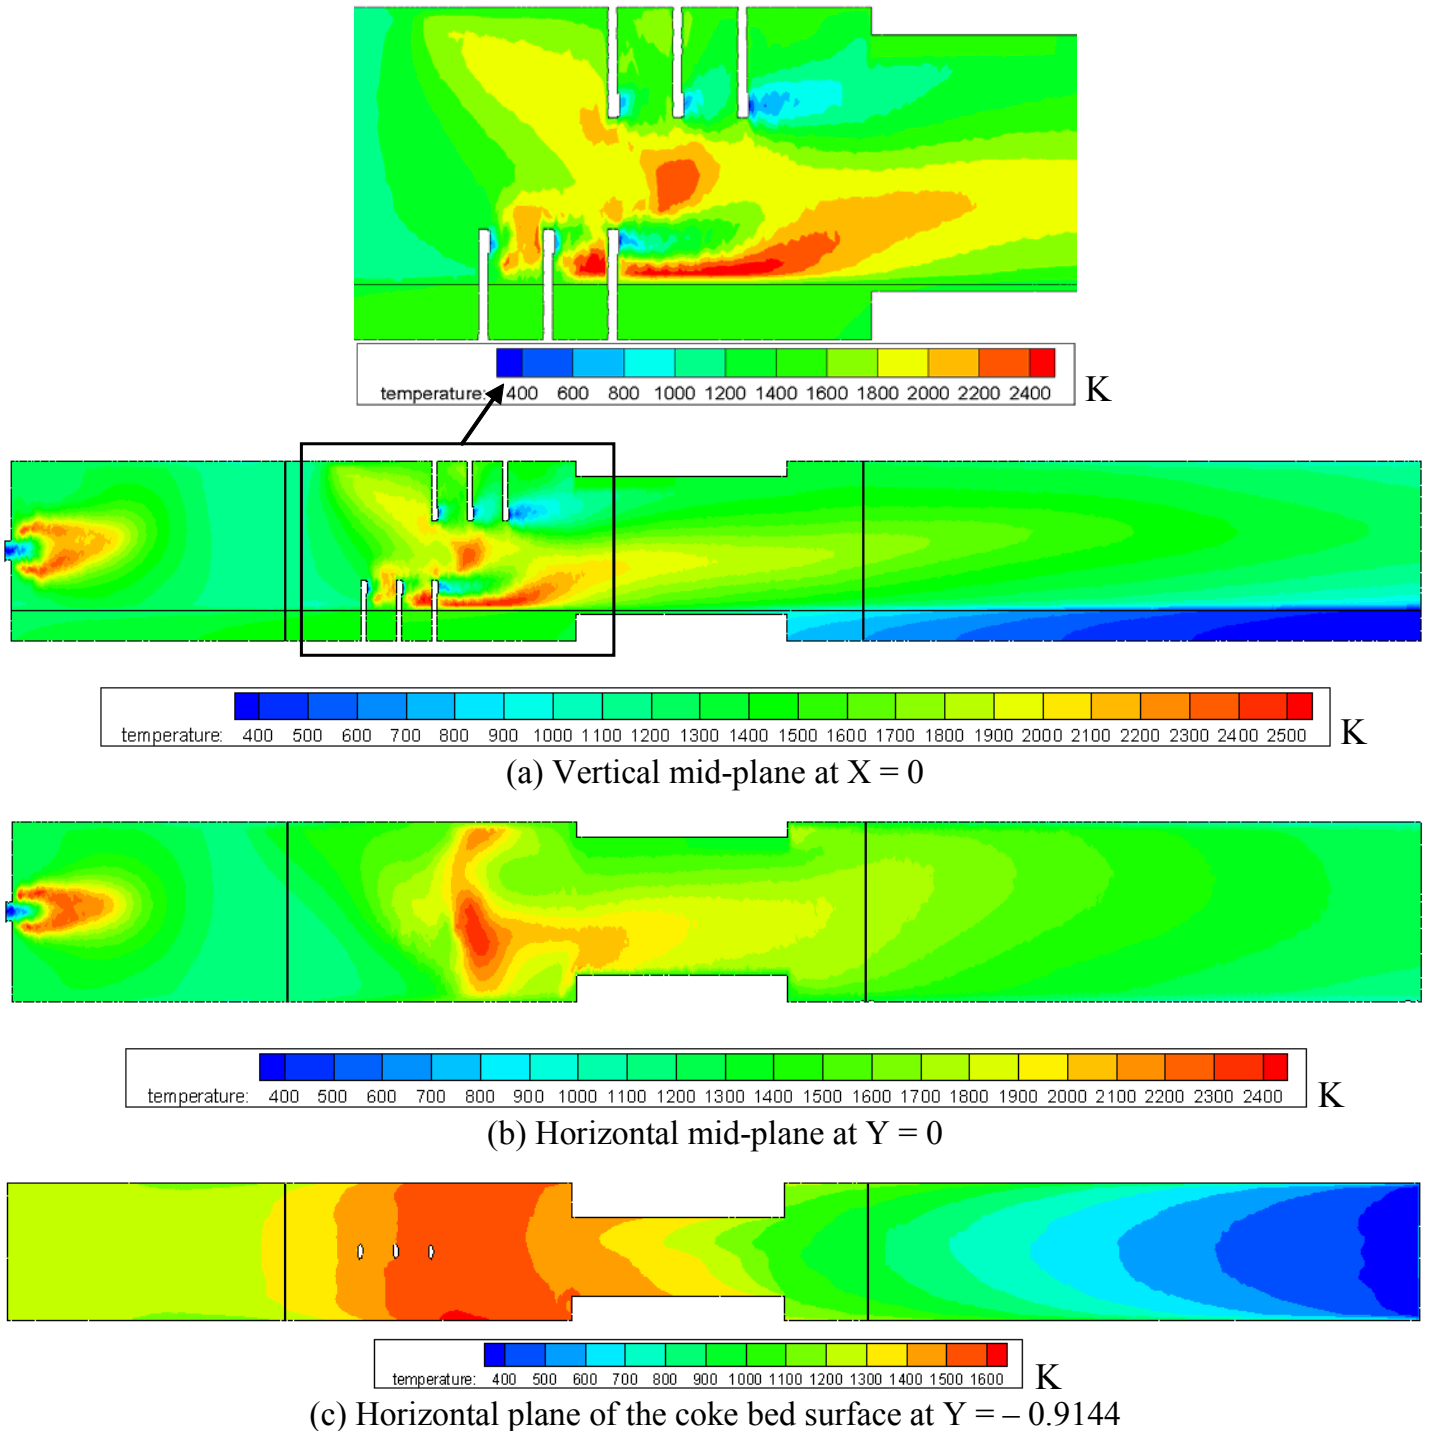 temperature: 400 600 800 1000 1200 1400 1600 1800 2000 2200 2400 K
temperature: 400 500 600 700 800 900 1000 1100 1200 1300 1400 1500 1600 1700 1800 1900 2000 2100 2200 2300 2400 2500 K
(a) Vertical mid-plane at X = 0
temperature: 400 500 600 700 800 900 1000 1100 1200 1300 1400 1500 1600 1700 1800 1900 2000 2100 2200 2300 2400 K
(b) Horizontal mid-plane at Y = 0
temperature: 400 500 600 700 800 900 1000 1100 1200 1300 1400 1500 1600 K
(c) Horizontal plane of the coke bed surface at Y = – 0.9144